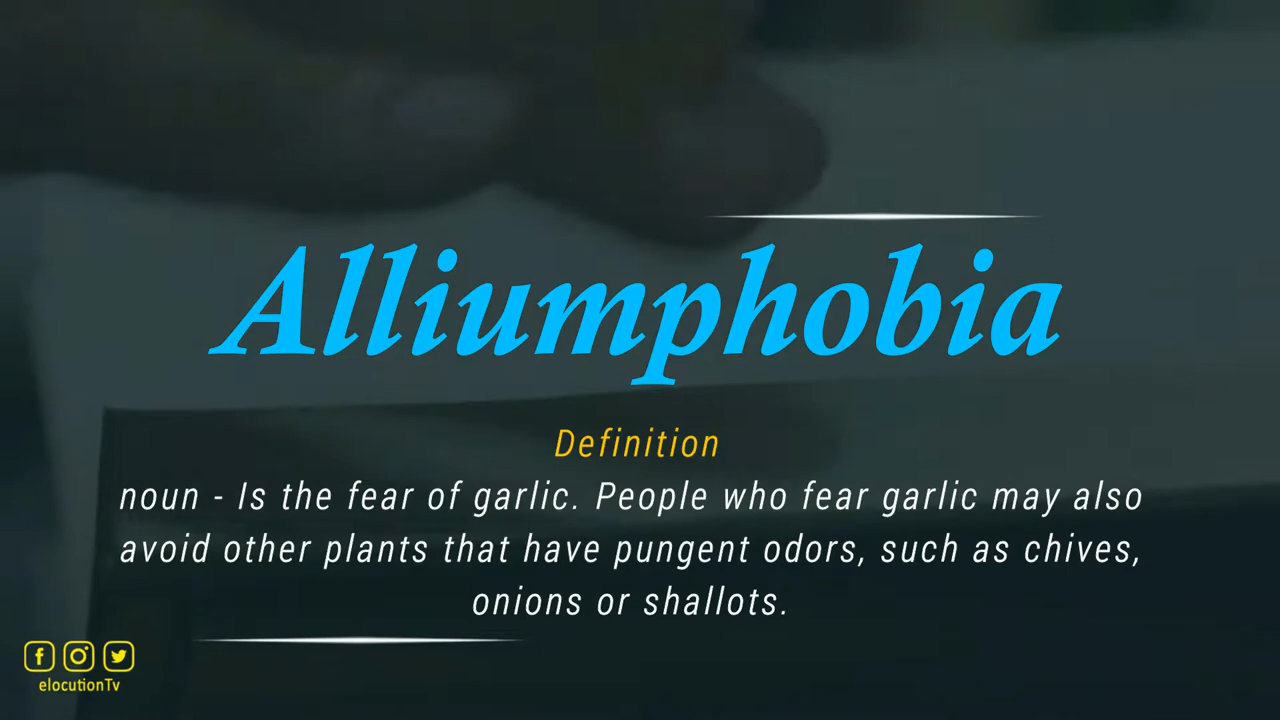 Alliumphobia
Definition
noun - Is the fear of garlic. People who fear garlic may also
avoid other plants that have pungent odors, such as chives,
onions or shallots.
elocutionTv